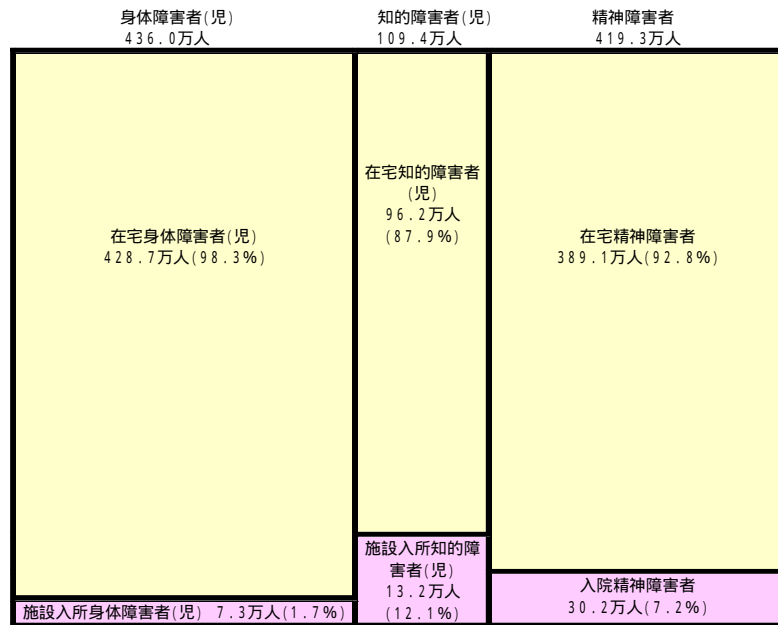 身体障害者(児)
436.0万人
知的障害者(児)
109.4万人
精神障害者
419.3万人
在宅身体障害者(児)
428.7万人(98.3%)
在宅知的障害者
(児)
96.2万人
(87.9%)
在宅精神障害者
389.1万人(92.8%)
施設入所身体障害者(児) 7.3万人(1.7%)
施設入所知的障
害者(児)
13.2万人
(12.1%)
入院精神障害者
30.2万人(7.2%)